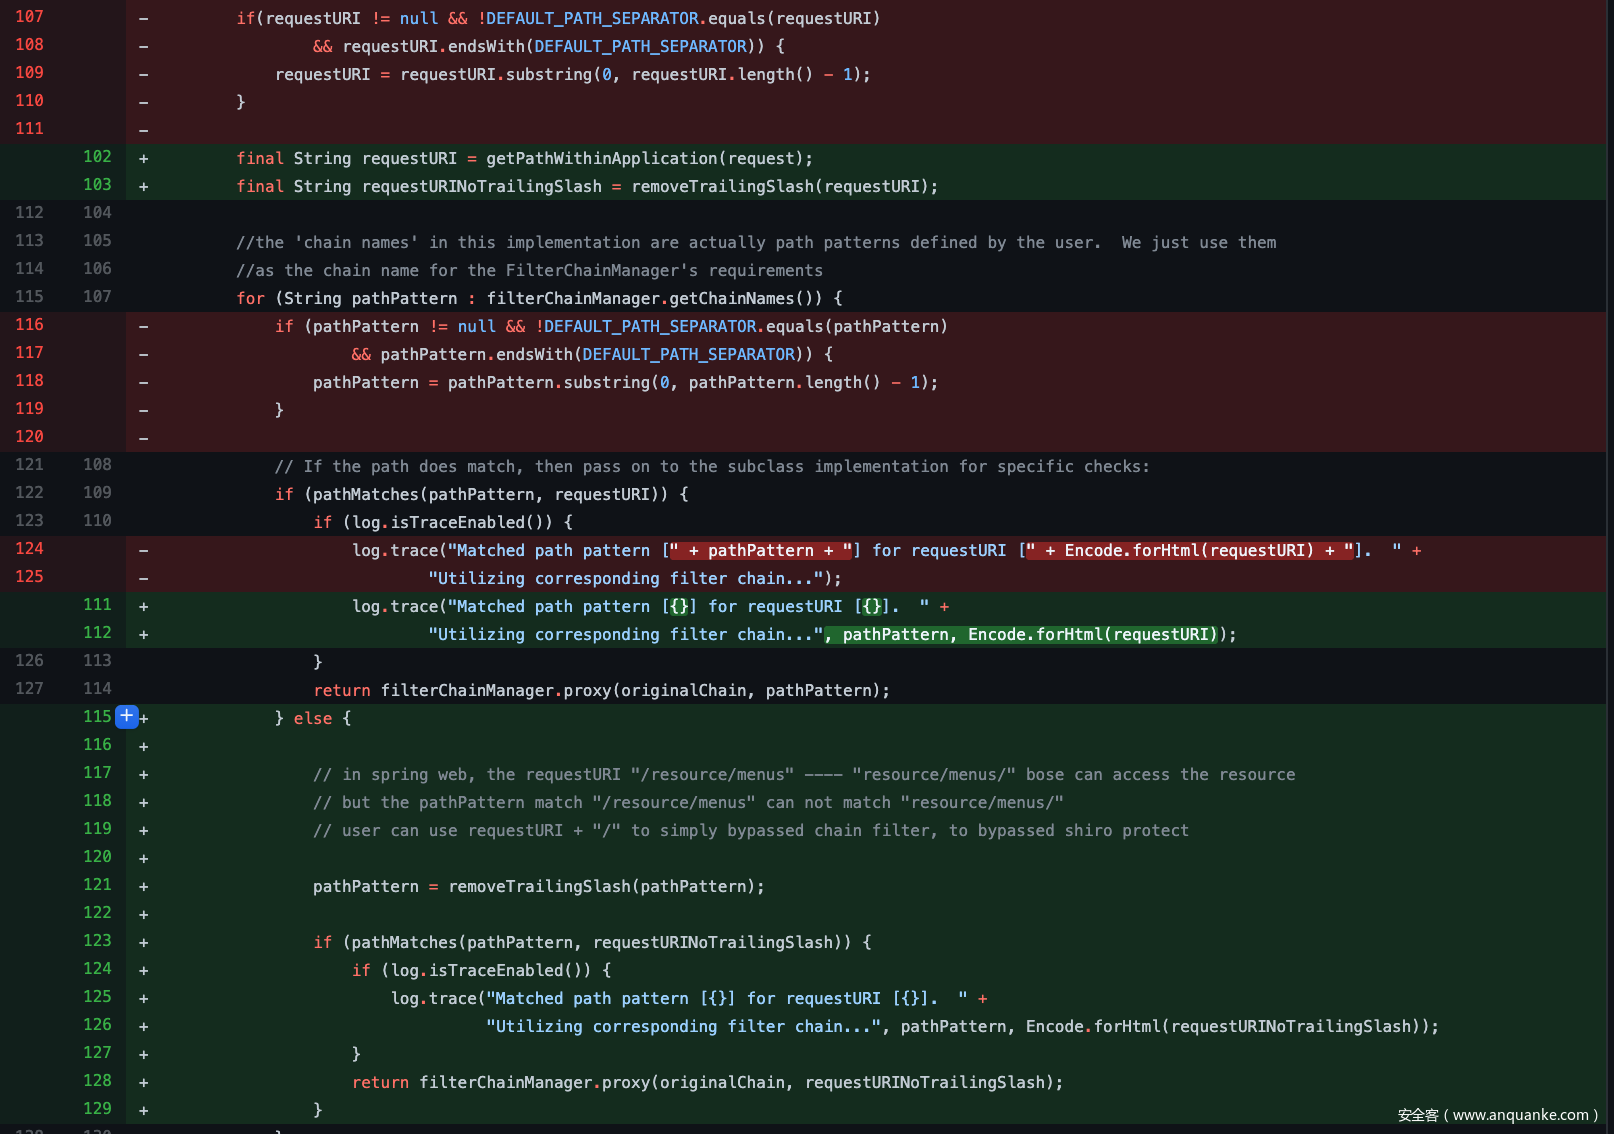 107 - if(requestURI != null && !DEFAULT_PATH_SEPARATOR.equals(requestURI)
108 - && requestURI.endsWith(DEFAULT_PATH_SEPARATOR)) {
109 - requestURI = requestURI.substring(0, requestURI.length() - 1);
110 - }
111 -
102 + final String requestURI = getPathWithinApplication(request);
103 + final String requestURINoTrailingSlash = removeTrailingSlash(requestURI);
112 104
113 105 //the 'chain names' in this implementation are actually path patterns defined by the user.  We just use them
114 106 //as the chain name for the FilterChainManager's requirements
115 107 for (String pathPattern : filterChainManager.getChainNames()) {
116 - if (pathPattern != null && !DEFAULT_PATH_SEPARATOR.equals(pathPattern)
117 - && pathPattern.endsWith(DEFAULT_PATH_SEPARATOR)) {
118 - pathPattern = pathPattern.substring(0, pathPattern.length() - 1);
119 - }
120 -
121 108 // If the path does match, then pass on to the subclass implementation for specific checks:
122 109 if (pathMatches(pathPattern, requestURI)) {
123 110 if (log.isTraceEnabled()) {
124 - log.trace("Matched path pattern [" + pathPattern + "] for requestURI [" + Encode.forHtml(requestURI) + "].  " +
125 - "Utilizing corresponding filter chain...");
111 + log.trace("Matched path pattern [{}] for requestURI [{}].  " +
112 + "Utilizing corresponding filter chain...", pathPattern, Encode.forHtml(requestURI));
126 113 }
127 114 return filterChainManager.proxy(originalChain, pathPattern);
115 + } else {
116 +
117 + // in spring web, the requestURI "/resource/menus" ---- "resource/menus/" bose can access the resource
118 + // but the pathPattern match "/resource/menus" can not match "resource/menus/"
119 + // user can use requestURI + "/" to simply bypassed chain filter, to bypassed shiro protect
120 +
121 + pathPattern = removeTrailingSlash(pathPattern);
122 +
123 + if (pathMatches(pathPattern, requestURINoTrailingSlash)) {
124 + if (log.isTraceEnabled()) {
125 + log.trace("Matched path pattern [{}] for requestURI [{}].  " +
126 + "Utilizing corresponding filter chain...", pathPattern, Encode.forHtml(requestURINoTrailingSlash));
127 + }
128 + return filterChainManager.proxy(originalChain, requestURINoTrailingSlash);
129 + }
安全客 ( www.anquanke.com )